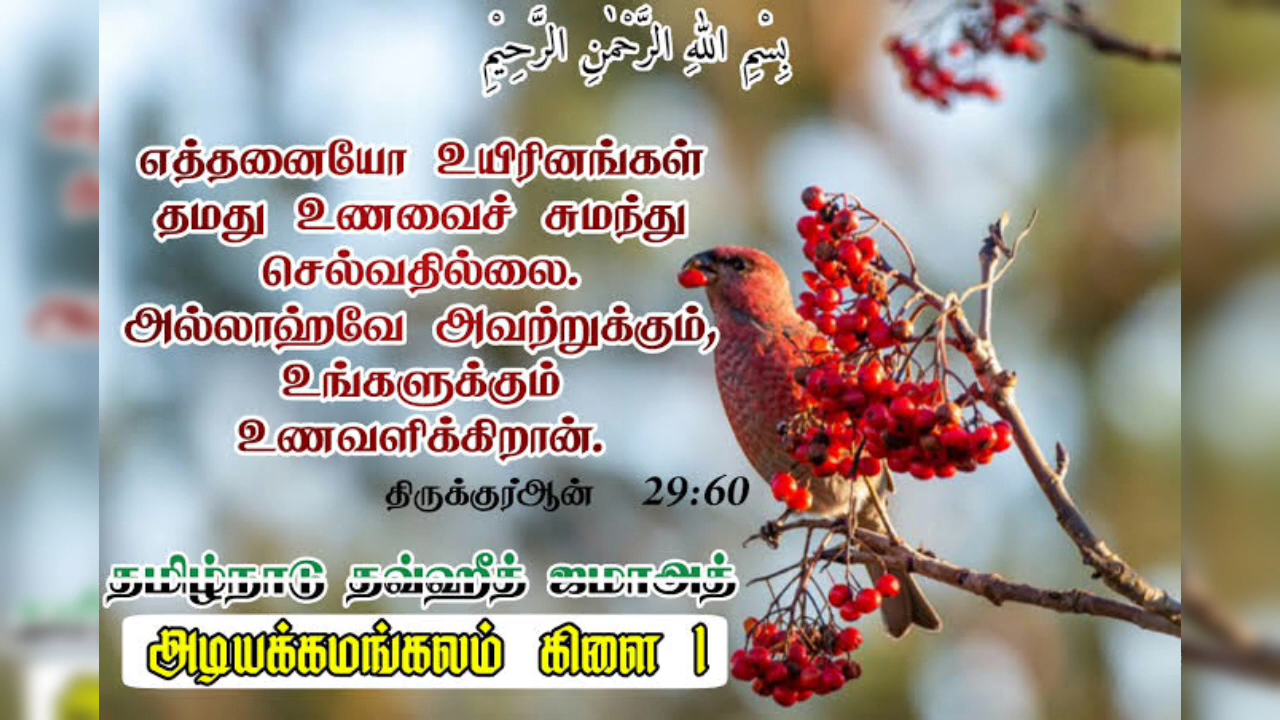 بِسْمِ اللّٰهِ الرَّحْمٰنِ الرَّحِيْمِ
எத்தனையோ உயிரினங்கள்
தமது உணவைச் சுமந்து
செல்வதில்லை.
அல்லாஹ்வே அவற்றுக்கும்,
உங்களுக்கும்
உணவளிக்கிறான்.
திருக்குர்ஆன் 29:60
தமிழ்நாடு தவ்ஹீத் ஜமாஅத்
அடியக்கமங்கலம் கிளை 1